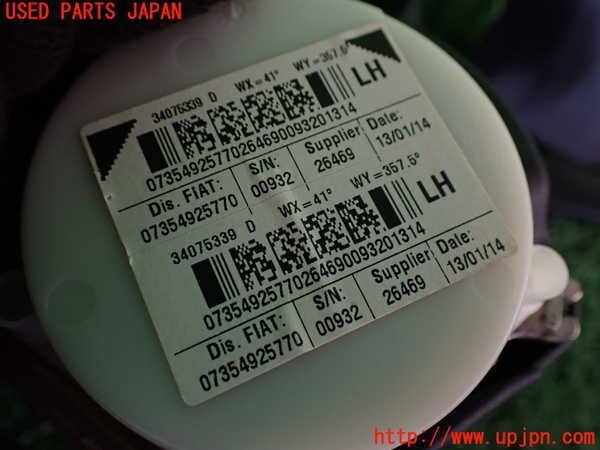 USED PARTS JAPAN
34075339 D WX=41° WY=357.5°
LH
07354925770264690093201314
Dis. FIAT: S/N: Supplier Date:
07354925770 00932 26469 13/01/14
34075339 D WX=41° WY=357.5°
LH
07354925770264690093201314
Dis. FIAT: S/N: Supplier Date:
07354925770 00932 26469 13/01/14
http://www.upjpn.com/